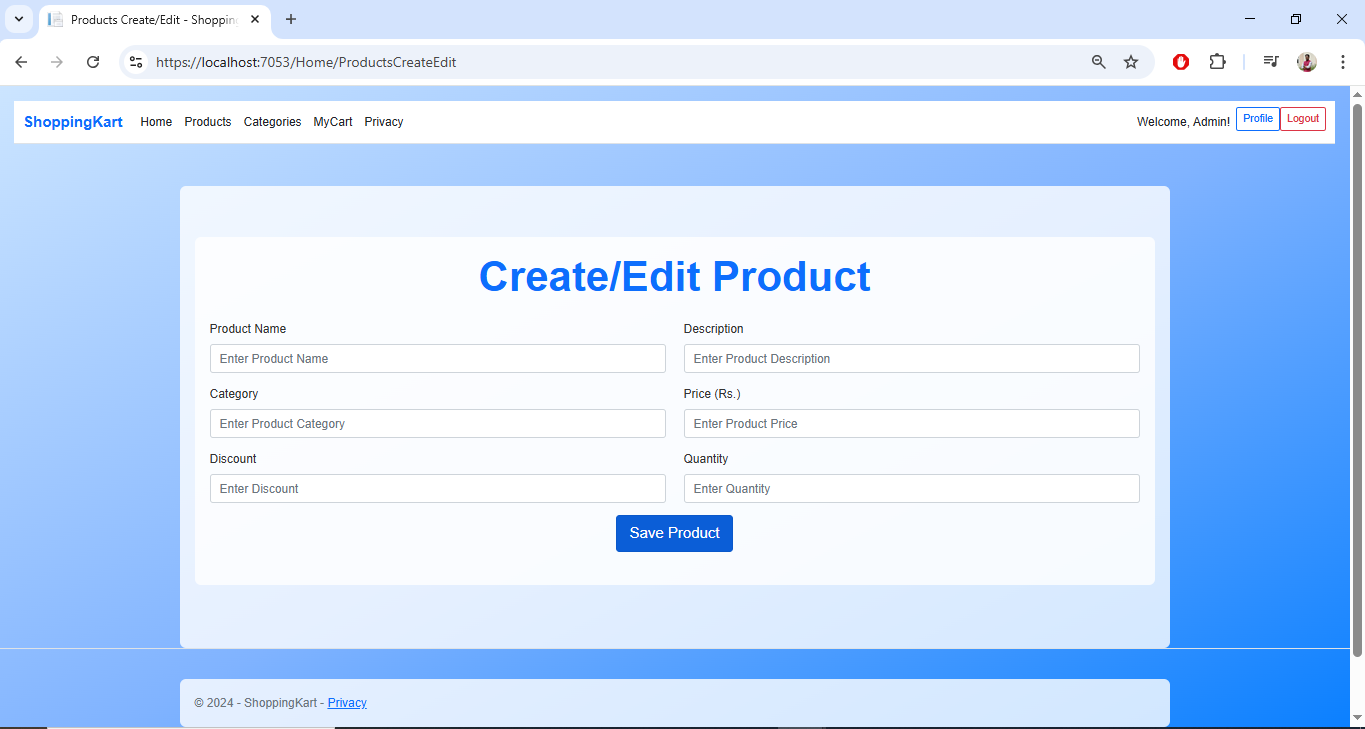 Products Create/Edit - Shopping
https://localhost:7053/Home/ProductsCreateEdit
ShoppingKart Home Products Categories MyCart Privacy Welcome, Admin! Profile Logout
Create/Edit Product
Product Name Description
Enter Product Name Enter Product Description
Category Price (Rs.)
Enter Product Category Enter Product Price
Discount Quantity
Enter Discount Enter Quantity
Save Product
© 2024 - ShoppingKart - Privacy